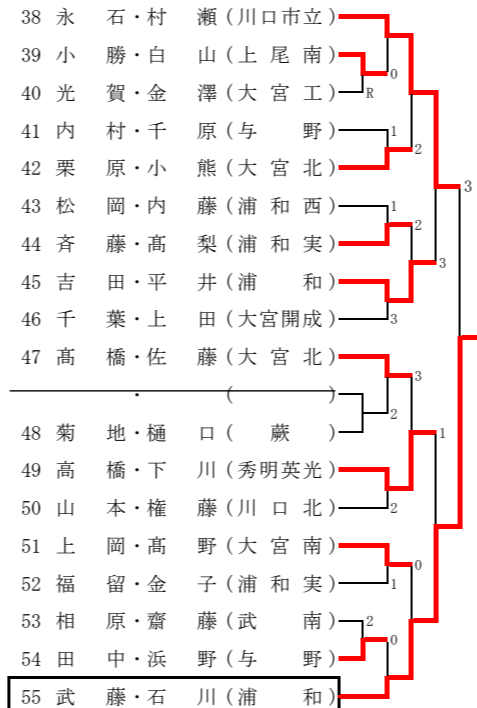 38 永 石・村 瀬 (川口市立)
39 小 勝・白 山 (上 尾 南) 0
40 光 賀・金 澤 (大 宮 工) R
41 内 村・千 原 (与 野) 1 2
42 栗 原・小 熊 (大 宮 北)
3
43 松 岡・内 藤 (浦 和 西) 1
44 斉 藤・髙 梨 (浦 和 実) 2
45 吉 田・平 井 (浦 和) 3
46 千 葉・上 田 (大宮開成) 3
47 髙 橋・佐 藤 (大 宮 北) 3
・ ( ) 2
48 菊 地・樋 口 ( 蕨 ) 1
49 高 橋・下 川 (秀明英光)
50 山 本・権 藤 (川 口 北) 2
51 上 岡・髙 野 (大 宮 南) 0
52 福 留・金 子 (浦 和 実) 1
53 相 原・齋 藤 (武 南) 2
54 田 中・浜 野 (与 野) 0
55 武 藤・石 川 (浦 和)